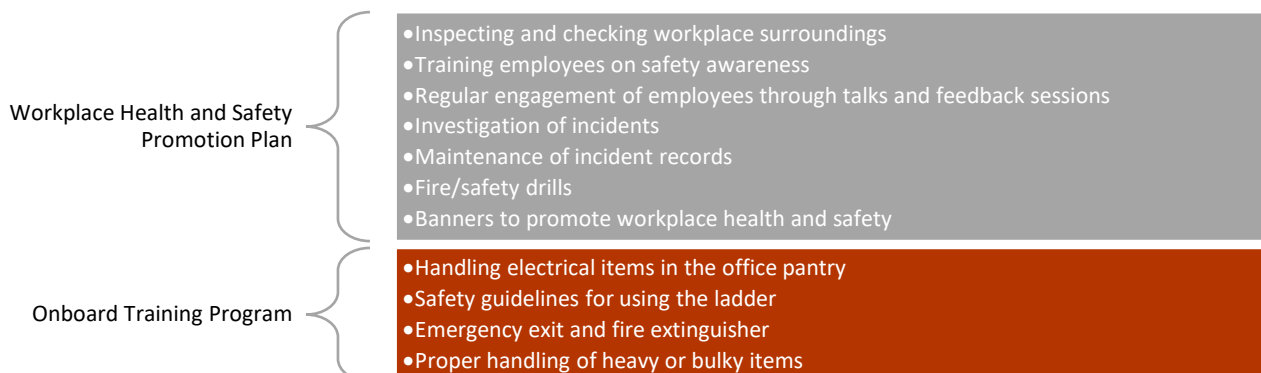 Workplace Health and Safety
Promotion Plan
•Inspecting and checking workplace surroundings
•Training employees on safety awareness
•Regular engagement of employees through talks and feedback sessions
•Investigation of incidents
•Maintenance of incident records
•Fire/safety drills
•Banners to promote workplace health and safety
Onboard Training Program
•Handling electrical items in the office pantry
•Safety guidelines for using the ladder
•Emergency exit and fire extinguisher
•Proper handling of heavy or bulky items